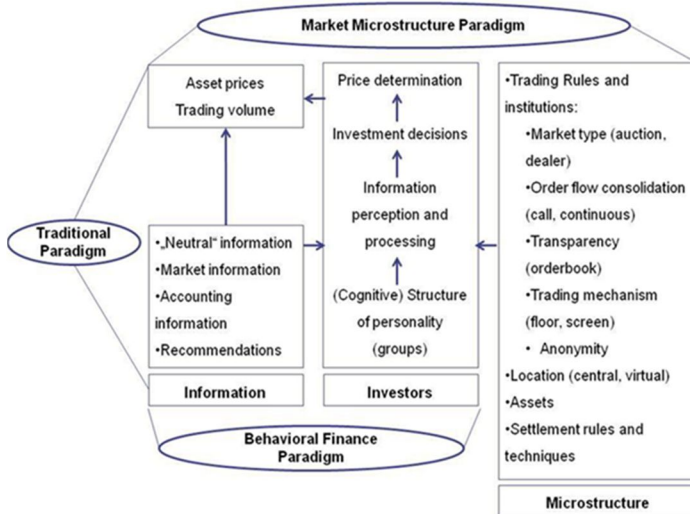 Market Microstructure Paradigm
Asset prices
Trading volume
Price determination
Investment decisions
Information
perception and
processing
(Cognitive) Structure
of personality
(groups)
•Trading Rules and
institutions:
•Market type (auction,
dealer)
•Order flow consolidation
(call, continuous)
•Transparency
(orderbook)
•Trading mechanism
(floor, screen)
• Anonymity
•Location (central, virtual)
•Assets
•Settlement rules and
techniques
Traditional
Paradigm
•„Neutral“ information
•Market information
•Accounting
information
•Recommendations
Information
Investors
Behavioral Finance
Paradigm
Microstructure